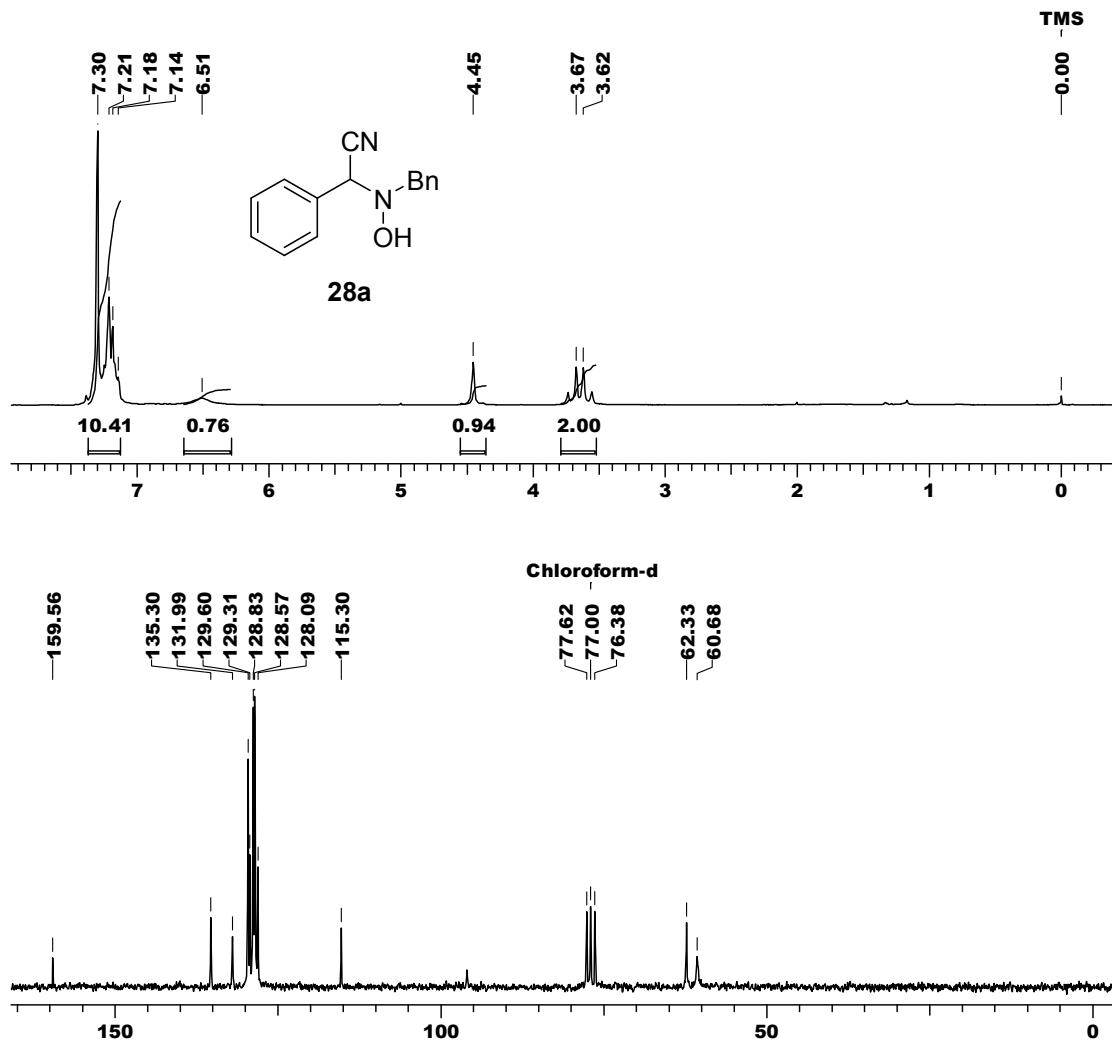 TMS
7.30
7.21
7.18
7.14
6.51
4.45
3.67
3.62
0.00
CN
N
Bn
OH
28a
10.41 0.76 0.94 2.00
7 6 5 4 3 2 1 0
Chloroform-d
159.56
135.30
131.99
129.60
129.31
128.83
128.57
128.09
115.30
77.62
77.00
76.38
62.33
60.68
150 100 50 0